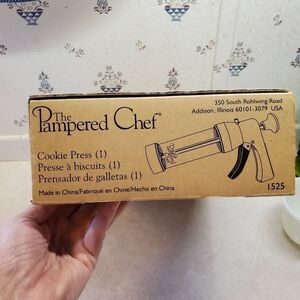 The
Pampered Chef
350 South Rohlwing Road
Addison, Illinois 60101-3079 USA
Cookie Press (1)
Presse à biscuits (1)
Prensador de galletas (1)
Made in China/Fabriqué en Chine/Hecho en China
1525